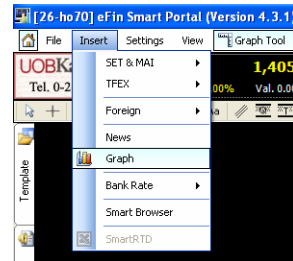 [26-ho70] eFin Smart Portal (Version 4.3.1
File Insert Settings View Graph Tool
UOBK
Tel. 0-2
1,405
00% Val. 0.0
SET & MAI
TFEX
Foreign
News
Graph
Bank Rate
Smart Browser
SmartRTD
Template